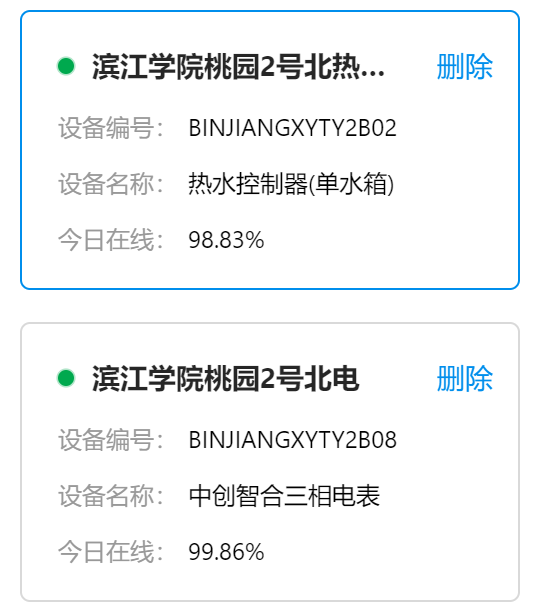 滨江学院桃园2号北热... 删除
设备编号： BINJIANGXYTY2B02
设备名称： 热水控制器(单水箱)
今日在线： 98.83%
滨江学院桃园2号北电 删除
设备编号： BINJIANGXYTY2B08
设备名称： 中创智合三相电表
今日在线： 99.86%